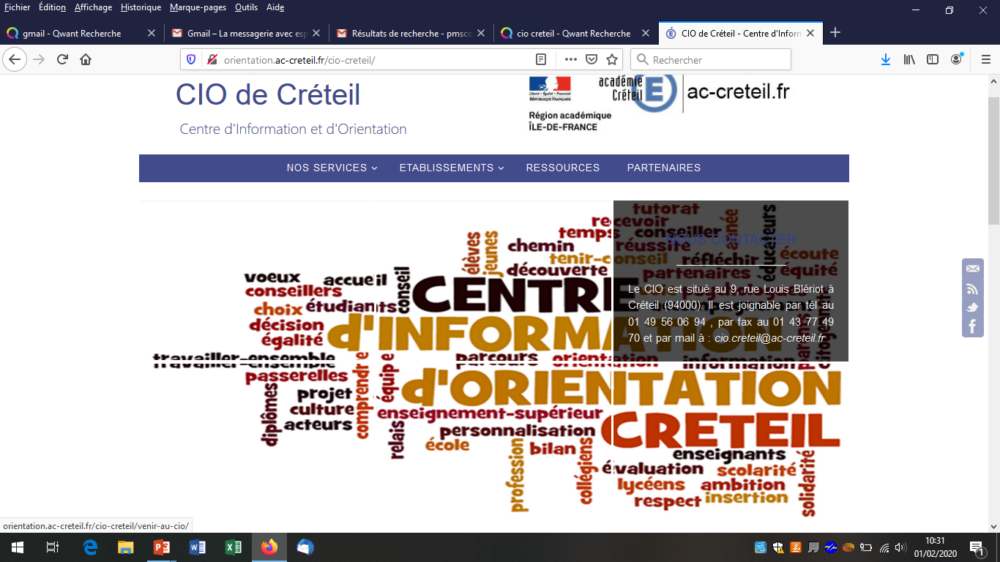 Fichier Édition Affichage Historique Marque-pages Outils Aide
gmail - Qwant Recherche
Gmail – La messagerie avec esp
Résultats de recherche - pmsco
cio creteil - Qwant Recherche
CIO de Créteil - Centre d'Inform
orientation.ac-creteil.fr/cio-creteil/
Rechercher
CIO de Créteil
Centre d'Information et d'Orientation
Liberté • Égalité • Fraternité
RÉPUBLIQUE FRANÇAISE
académie
Créteil
ac-creteil.fr
Région académique
ÎLE-DE-FRANCE
NOS SERVICES ETABLISSEMENTS RESSOURCES PARTENAIRES
tutorat
recevoir
temps
conseiller
année
éducateurs
élèves
jeunes
chemin
réussite
écoute
tenir-conseil
réfléchir
équité
découverte
partenaires
NOUS CONTACTER
Le CIO est situé au 9, rue Louis Blériot à
Créteil (94000). Il est joignable par tél au
01 49 56 06 94 , par fax au 01 43 77 49
70 et par mail à : cio.creteil@ac-creteil.fr
voeux
accueil
conseil
conseillers
choix
étudiants
décision
égalité
CENTRE
d'INFORMATION
travailler-ensemble
parcours
orientation
information
passerelles
comprendre
équipe
d'ORIENTATION
diplômes
projet
culture
acteurs
enseignement-supérieur
relais
personnalisation
CRETEIL
école
profession
bilan
collégiens
enseignants
évaluation
scolarité
solidarité
lycéens
ambition
respect
insertion
orientation.ac-creteil.fr/cio-creteil/venir-au-cio/
10:31
01/02/2020
1